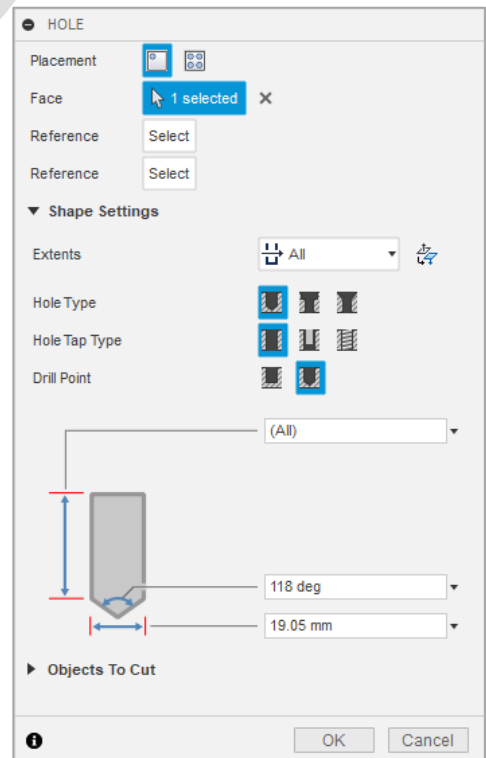 HOLE
Placement
Face 1 selected
Reference Select
Reference Select
Shape Settings
Extents All
Hole Type
Hole Tap Type
Drill Point
(All)
118 deg
19.05 mm
Objects To Cut
OK Cancel